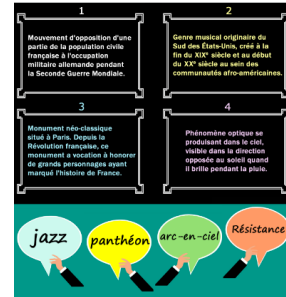 1
Mouvement d'opposition d'une
partie de la population civile
française à l'occupation
militaire allemande pendant
la Seconde Guerre Mondiale.
2
Genre musical originaire du
Sud des États-Unis, créé à la
fin du XIXᵉ siècle et au début
du XXᵉ siècle au sein des
communautés afro-américaines.
3
Monument néo-classique
situé à Paris. Depuis la
Révolution française, ce
monument a vocation à honorer
de grands personnages ayant
marqué l'histoire de France.
4
Phénomène optique se
produisant dans le ciel,
visible dans la direction
opposée au soleil quand
il brille pendant la pluie.
jazz
panthéon
arc-en-ciel
Résistance